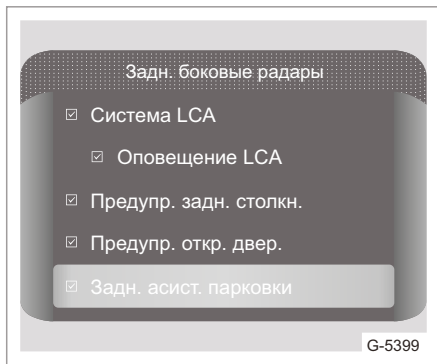 Задн. боковые радары
Система LCA
Оповещение LCA
Предупр. задн. столкн.
Предупр. откр. двер.
Задн. асист. парковки
G-5399